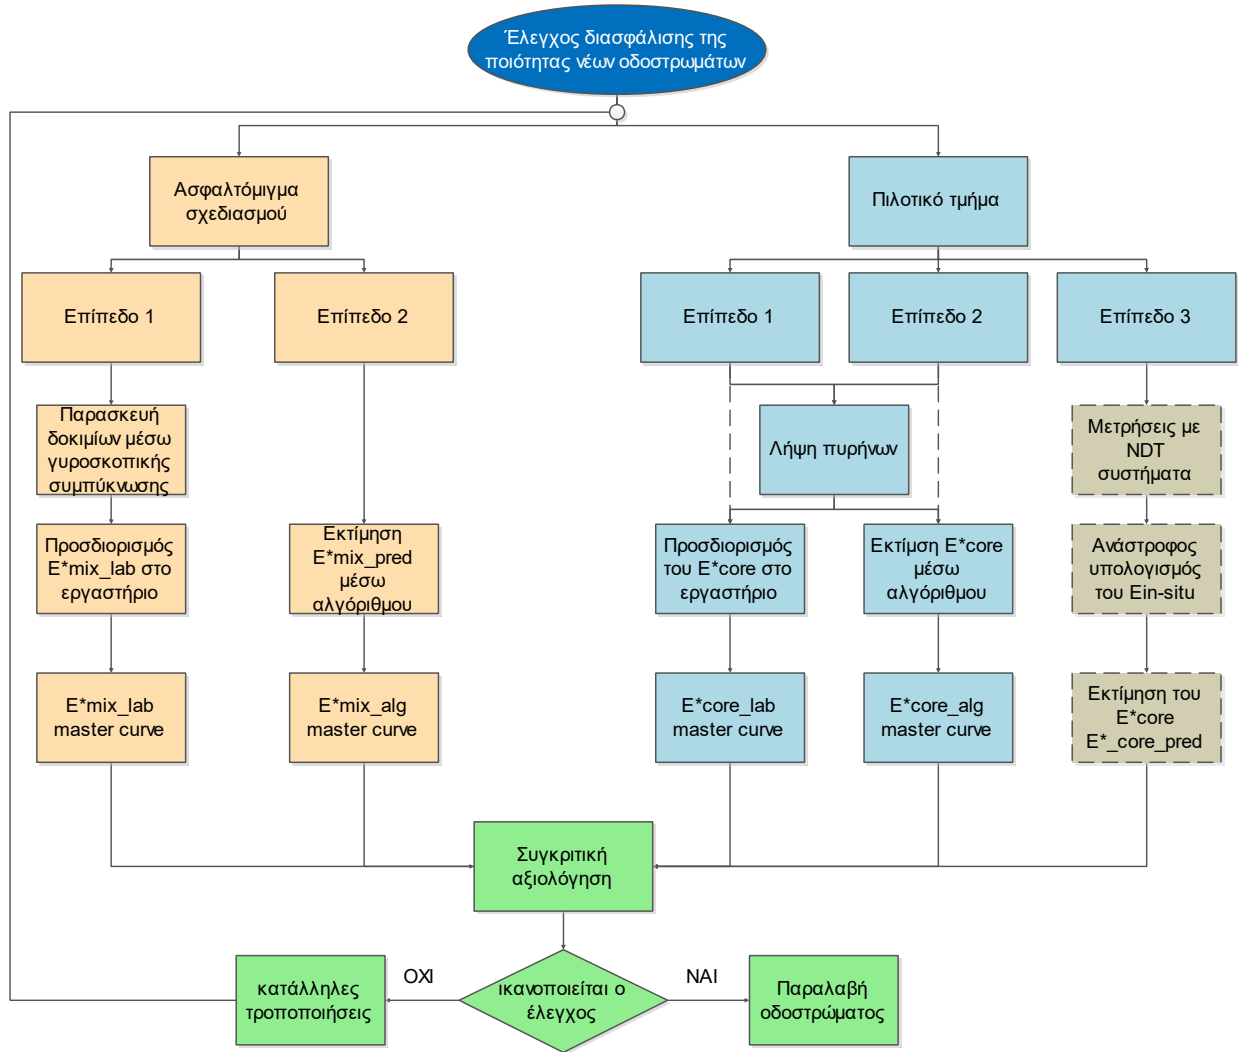 Έλεγχος διασφάλισης της
ποιότητας νέων οδοστρωμάτων
Ασφαλτόμιγμα
σχεδιασμού
Πιλοτικό τμήμα
Επίπεδο 1
Επίπεδο 2
Επίπεδο 1
Επίπεδο 2
Επίπεδο 3
Παρασκευή
δοκιμίων μέσω
γυροσκοπικής
συμπύκνωσης
Λήψη πυρήνων
Μετρήσεις με
NDT
συστήματα
Προσδιορισμός
E*mix_lab στο
εργαστήριο
Εκτίμηση
E*mix_pred
μέσω
αλγόριθμου
Προσδιορισμός
του E*core στο
εργαστήριο
Εκτίμση E*core
μέσω
αλγόριθμου
Ανάστροφος
υπολογισμός
του Ein-situ
E*mix_lab
master curve
E*mix_alg
master curve
E*core_lab
master curve
E*core_alg
master curve
Εκτίμηση του
E*core
E*_core_pred
Συγκριτική
αξιολόγηση
κατάλληλες
τροποποιήσεις
ΟΧΙ
ικανοποιείται ο
έλεγχος
ΝΑΙ
Παραλαβή
οδοστρώματος